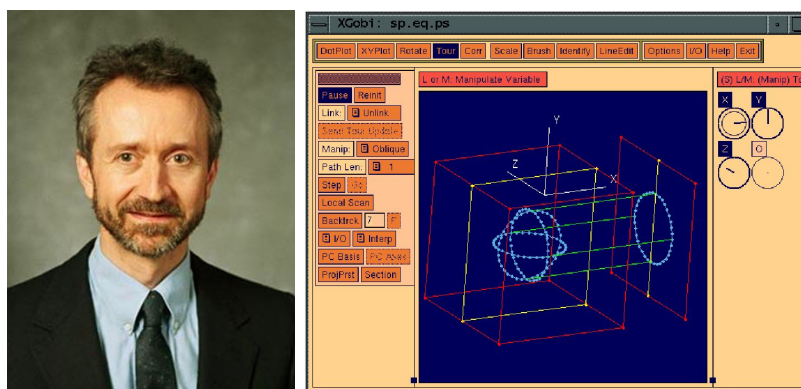 XGobi: sp.eq.ps
DotPlot XYPlot Rotate Tour Corr Scale Brush Identify LineEdit Options I/O Help Exit
L or M: Manipulate Variable
(S) L/M: (Manip) To
Pause Reinit
Link: Unlink
Send Tour Update
Manip: Oblique
Path Len: 1
Step
Local Scan
Backtrck 7 F
I/O Interp
PC Basis PC Axes
ProjPrst Section
X Y
Z O
Y
Z
X